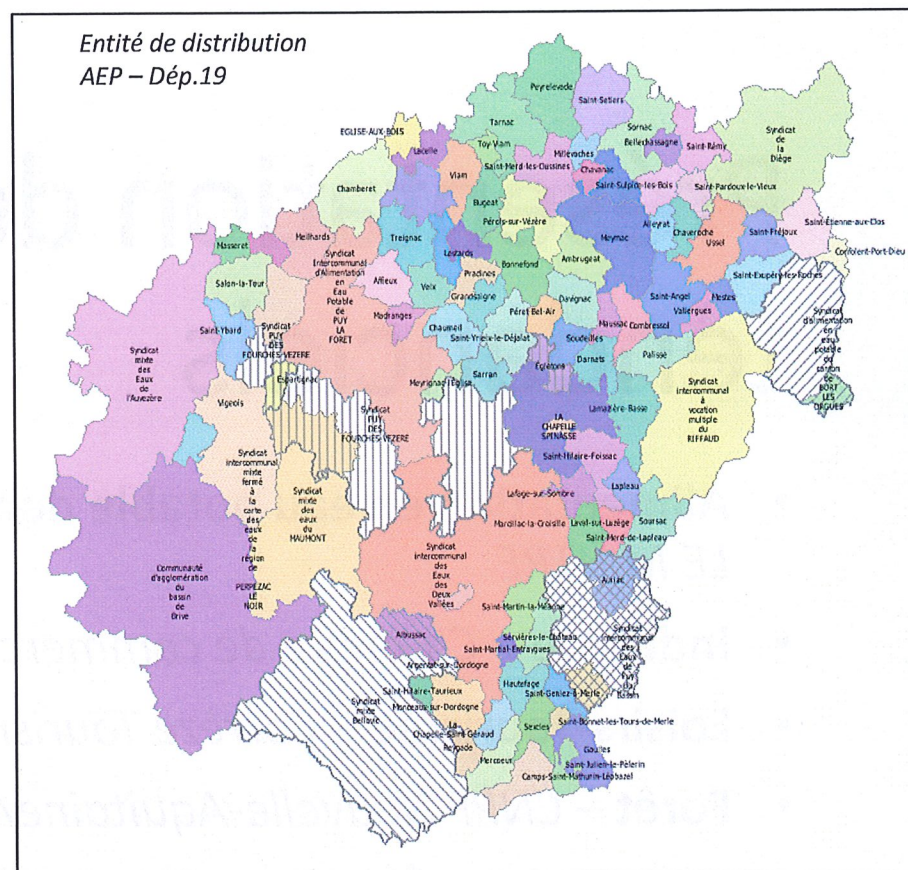 Entité de distribution
AEP – Dép.19
Peyrelevade
Saint-Setiers
Tarnac
Sornac
EGLISE-AUX-BOIS
Toy-Viam
Bellechassagne
Saint-Rémy
Syndicat
de
la
Diège
Lacelle
Millevaches
Saint-Merd-les-Oussines
Chavanac
Viam
Saint-Sulpice-les-Bois
Saint-Pardoux-le-Vieux
Chamberet
Bugeat
Pérols-sur-Vézère
Saint-Étienne-aux-Clos
Alleyrat
Chaveroche
Saint-Fréjoux
Treignac
Meymac
Ussel
Masseret
Meilhards
Lestards
Confolent-Port-Dieu
Syndicat
Intercommunal
d'Alimentation
en
Eau
Potable
de
PUY
LA
FORET
Bonnefond
Ambrugeat
Saint-Exupéry-les-Roches
Pradines
Salon-la-Tour
Affieux
Veix
Grandsaigne
Davignac
Saint-Angel
Mestes
Péret-Bel-Air
Valiergues
Syndicat
d'alimentation
en
eau
potable
du
canton
de
BORT
LES
ORGUES
Madranges
Chaumeil
Maussac
Combressol
Saint-Ybard
Syndicat
PUY
DES
FOURCHES-VEZERE
Saint-Yrieix-le-Déjalat
Soudeilles
Darnets
Palisse
Syndicat
mixte
des
Eaux
de
l'Auvezère
Sarran
Égletons
Espartignac
Meyrignac-l'Église
Syndicat
intercommunal
à
vocation
multiple
du
RIFFAUD
Vigeois
Syndicat
PUY
DES
FOURCHES-VEZERE
LA
CHAPELLE
SPINASSE
Lamazière-Basse
Saint-Hilaire-Foissac
Syndicat
intercommunal
mixte
fermé
à
la
carte
des
eaux
de
la
région
de
PERPEZAC
LE
NOIR
Syndicat
mixte
des
eaux
du
MAUMONT
Lapleau
Lafage-sur-Sombre
Soursac
Marcillac-la-Croisille
Laval-sur-Luzège
Saint-Merd-de-Lapleau
Syndicat
intercommunal
des
Eaux
des
Deux
Vallées
Communauté
d'agglomération
du
bassin
de
Brive
Auriac
Saint-Martin-la-Méanne
Albussac
Servières-le-Château
Saint-Martial-Entraygues
Syndicat
intercommunal
des
Eaux
de
Puy
du
Bassin
Argentat-sur-Dordogne
Saint-Hilaire-Taurieux
Hautefage
Saint-Geniez-ô-Merle
Syndicat
mixte
Bellovic
Monceaux-sur-Dordogne
La
Chapelle-Saint-Géraud
Sexcles
Saint-Bonnet-les-Tours-de-Merle
Reygade
Goulles
Mercoeur
Saint-Julien-le-Pèlerin
Camps-Saint-Mathurin-Léobazel